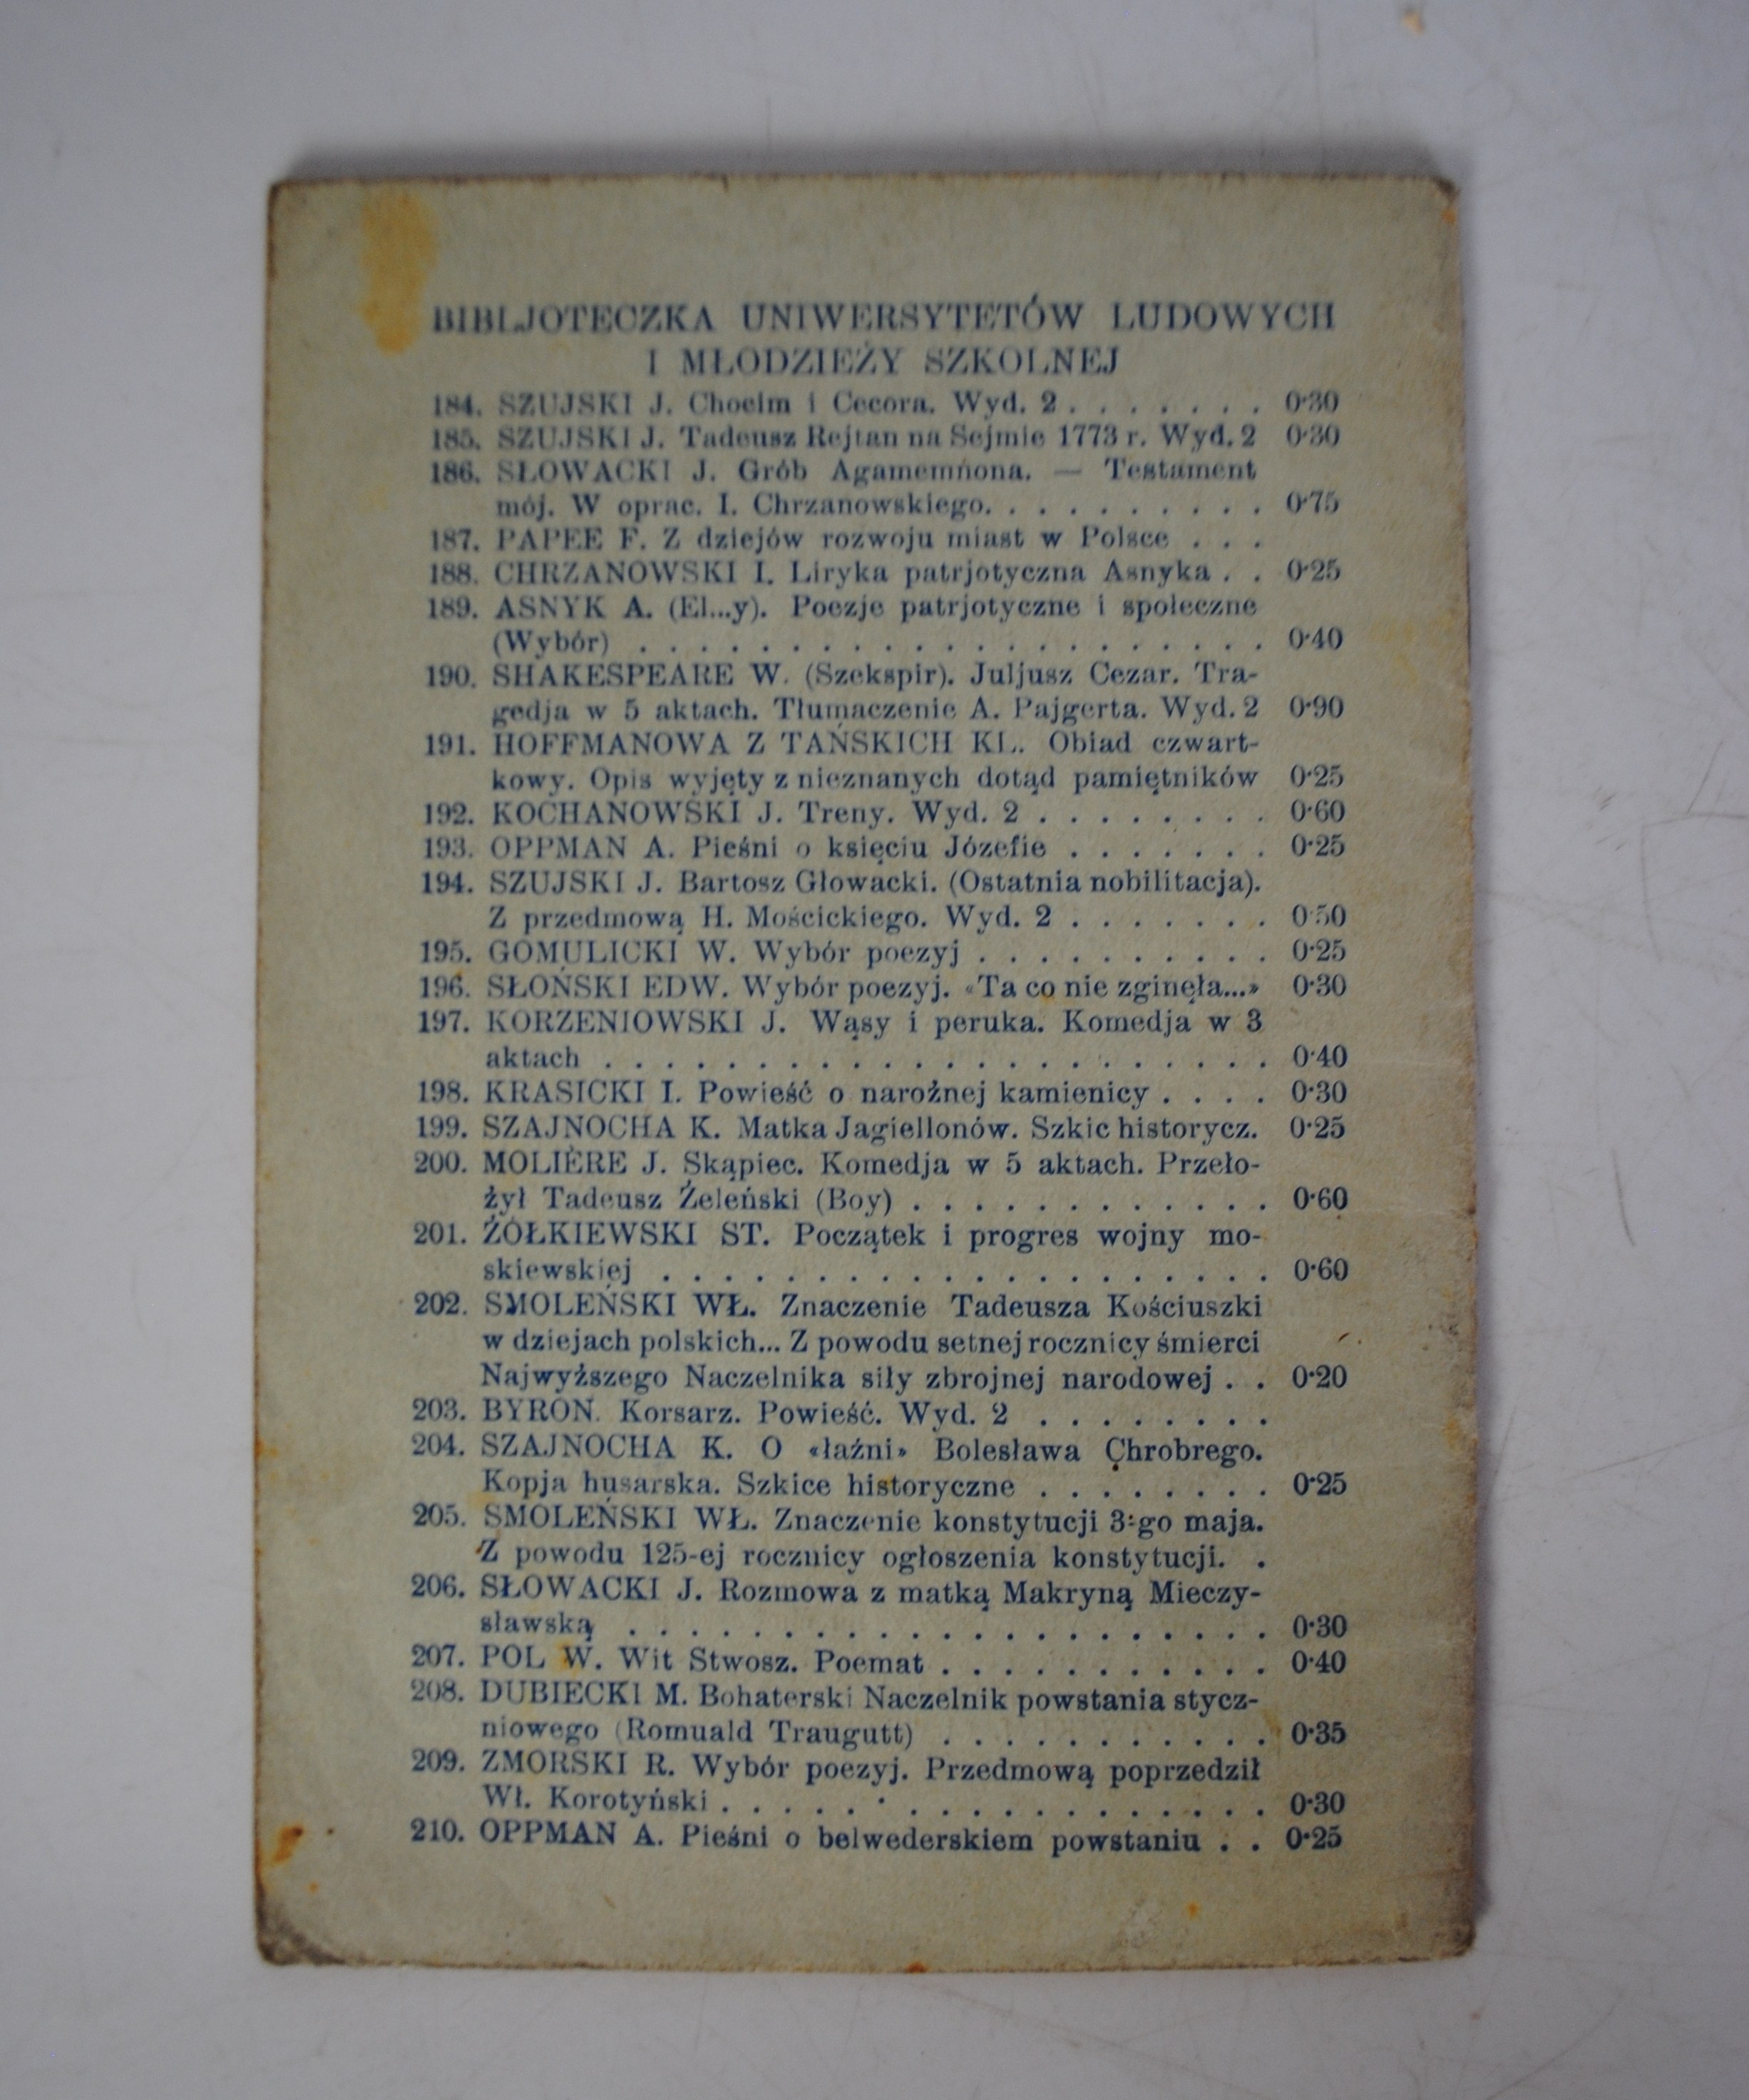 BIBLJOTECZKA UNIWERSYTETÓW LUDOWYCH
I MŁODZIEŻY SZKOLNEJ
184. SZUJSKI J. Chocim i Cecora. Wyd. 2 . . . . . . . 0·30
185. SZUJSKI J. Tadeusz Rejtan na Sejmie 1773 r. Wyd. 2 0·30
186. SŁOWACKI J. Grób Agamemnona. — Testament
mój. W oprac. I. Chrzanowskiego. . . . . . . . . . 0·75
187. PAPÉE F. Z dziejów rozwoju miast w Polsce . . .
188. CHRZANOWSKI I. Liryka patrjotyczna Asnyka . . 0·25
189. ASNYK A. (El...y). Poezje patrjotyczne i społeczne
(Wybór) . . . . . . . . . . . . . . . . . . . . . 0·40
190. SHAKESPEARE W. (Szekspir). Juljusz Cezar. Tra-
gedja w 5 aktach. Tłumaczenie A. Pajgerta. Wyd. 2 0·90
191. HOFFMANOWA Z TAŃSKICH KL. Obiad czwart-
kowy. Opis wyjęty z nieznanych dotąd pamiętników 0·25
192. KOCHANOWSKI J. Treny. Wyd. 2 . . . . . . . . 0·60
193. OPPMAN A. Pieśni o księciu Józefie . . . . . . . 0·25
194. SZUJSKI J. Bartosz Głowacki. (Ostatnia nobilitacja).
Z przedmową H. Mościckiego. Wyd. 2 . . . . . . . 0·50
195. GOMULICKI W. Wybór poezyj . . . . . . . . . . 0·25
196. SŁOŃSKI EDW. Wybór poezyj. «Ta co nie zginęła...» 0·30
197. KORZENIOWSKI J. Wąsy i peruka. Komedja w 3
aktach . . . . . . . . . . . . . . . . . . . . . . 0·40
198. KRASICKI I. Powieść o narożnej kamienicy . . . . 0·30
199. SZAJNOCHA K. Matka Jagiellonów. Szkic historycz. 0·25
200. MOLIÈRE J. Skąpiec. Komedja w 5 aktach. Przeło-
żył Tadeusz Żeleński (Boy) . . . . . . . . . . . . 0·60
201. ŻÓŁKIEWSKI ST. Początek i progres wojny mo-
skiewskiej . . . . . . . . . . . . . . . . . . . . 0·60
202. SMOLEŃSKI WŁ. Znaczenie Tadeusza Kościuszki
w dziejach polskich... Z powodu setnej rocznicy śmierci
Najwyższego Naczelnika siły zbrojnej narodowej . . 0·20
203. BYRON. Korsarz. Powieść. Wyd. 2 . . . . . . . .
204. SZAJNOCHA K. O «łaźni» Bolesława Chrobrego.
Kopja husarska. Szkice historyczne . . . . . . . . 0·25
205. SMOLEŃSKI WŁ. Znaczenie konstytucji 3-go maja.
Z powodu 125-ej rocznicy ogłoszenia konstytucji. .
206. SŁOWACKI J. Rozmowa z matką Makryną Mieczy-
sławską . . . . . . . . . . . . . . . . . . . . . 0·30
207. POL W. Wit Stwosz. Poemat . . . . . . . . . . . 0·40
208. DUBIECKI M. Bohaterski Naczelnik powstania stycz-
niowego (Romuald Traugutt) . . . . . . . . . . . 0·35
209. ZMORSKI R. Wybór poezyj. Przedmową poprzedził
Wł. Korotyński . . . . . . . . . . . . . . . . . . 0·30
210. OPPMAN A. Pieśni o belwederskiem powstaniu . . 0·25